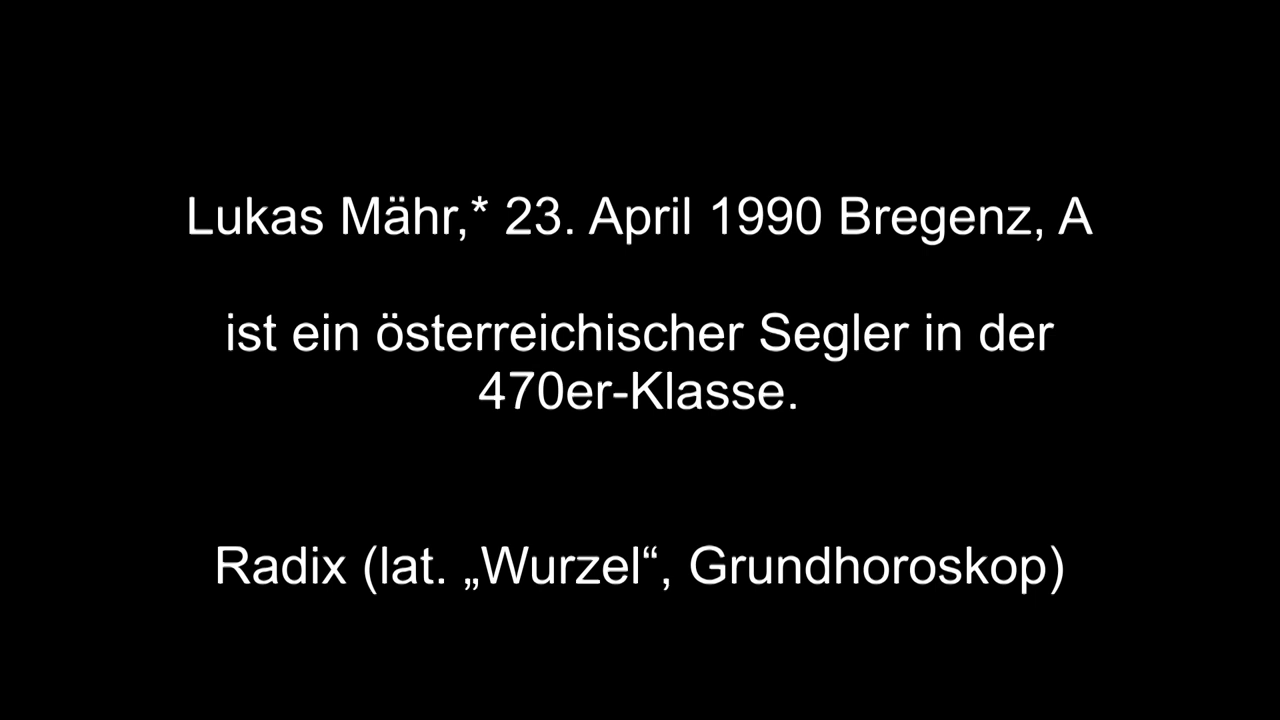 Lukas Mähr,* 23. April 1990 Bregenz, A
ist ein österreichischer Segler in der
470er-Klasse.
Radix (lat. „Wurzel“, Grundhoroskop)